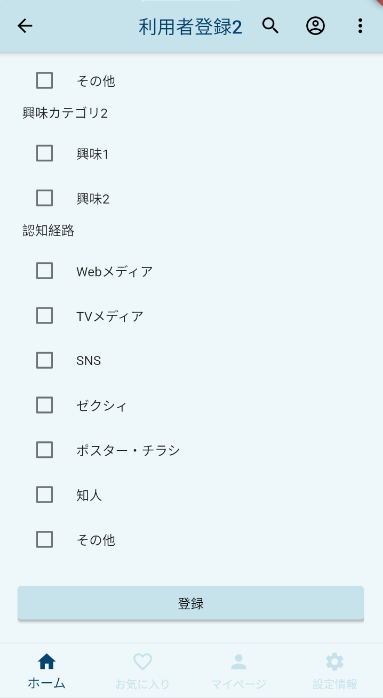 利用者登録2
その他
興味カテゴリ2
興味1
興味2
認知経路
Webメディア
TVメディア
SNS
ゼクシィ
ポスター・チラシ
知人
その他
登録
ホーム
お気に入り
マイページ
設定情報